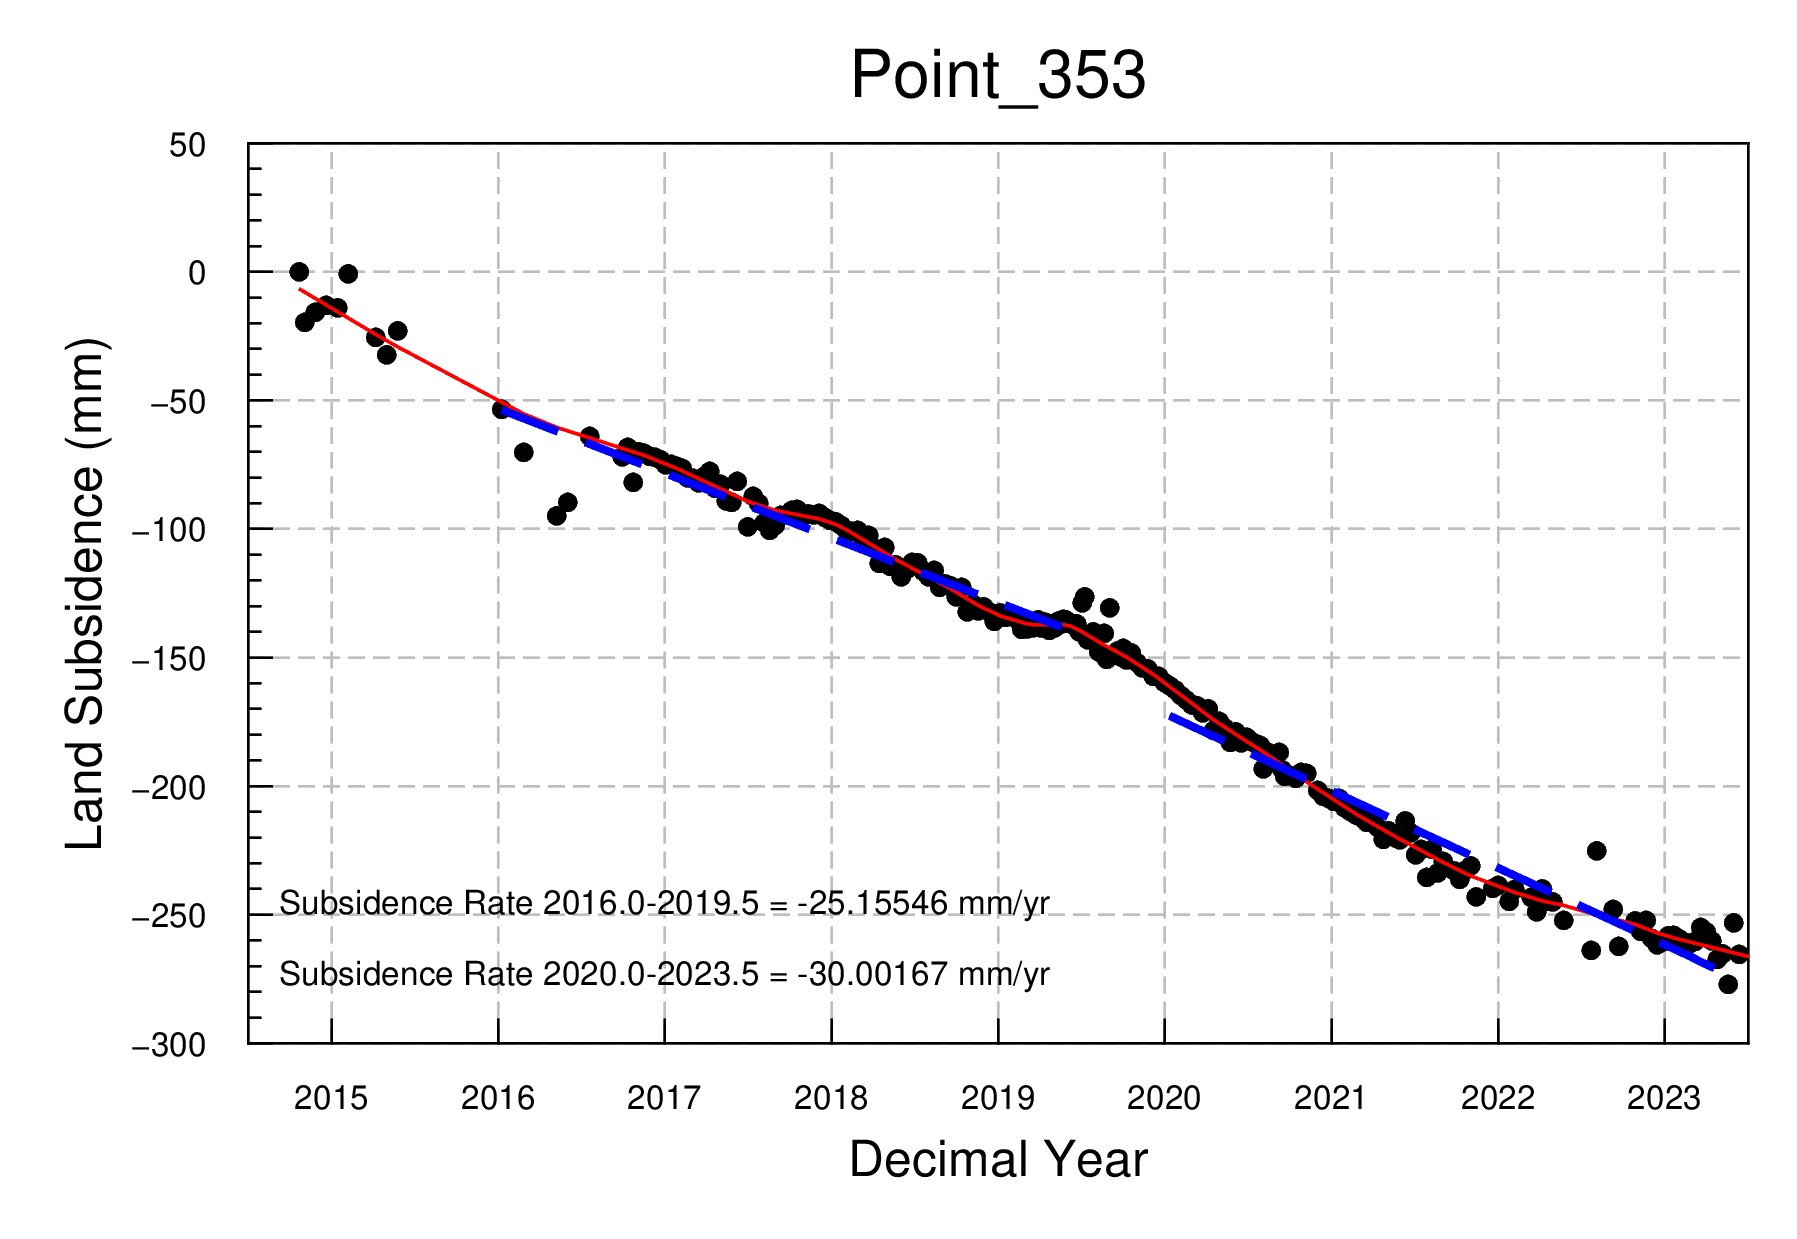 Point_353
50
0
−50
−100
−150
−200
−250
−300
Land Subsidence (mm)
Subsidence Rate 2016.0-2019.5 = -25.15546 mm/yr
Subsidence Rate 2020.0-2023.5 = -30.00167 mm/yr
2015 2016 2017 2018 2019 2020 2021 2022 2023
Decimal Year